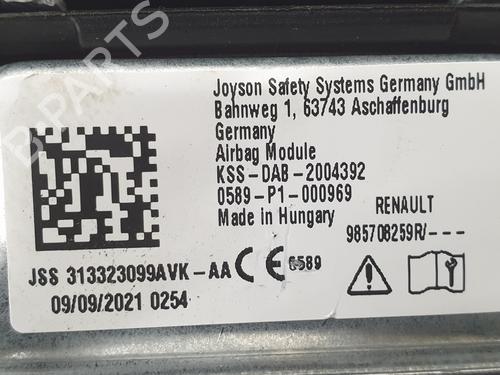 Joyson Safety Systems Germany GmbH
Bahnweg 1, 63743 Aschaffenburg
Germany
Airbag Module
KSS-DAB-2004392
0589-P1-000969
Made in Hungary
RENAULT
985708259R/---
JSS 313323099AVK-AA
CE 0589
09/09/2021 0254
B-PARTS